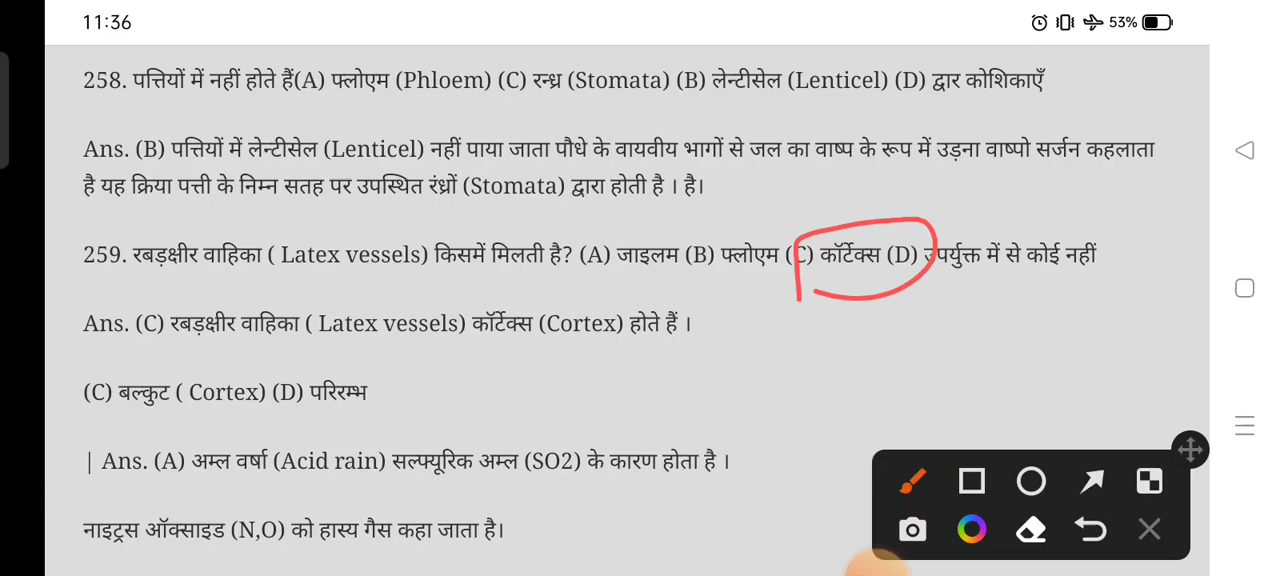 11:36
53%
258. पत्तियों में नहीं होते हैं(A) फ्लोएम (Phloem) (C) रन्ध्र (Stomata) (B) लेन्टीसेल (Lenticel) (D) द्वार कोशिकाएँ
Ans. (B) पत्तियों में लेन्टीसेल (Lenticel) नहीं पाया जाता पौधे के वायवीय भागों से जल का वाष्प के रूप में उड़ना वाष्पो सर्जन कहलाता
है यह क्रिया पत्ती के निम्न सतह पर उपस्थित रंध्रों (Stomata) द्वारा होती है । है।
259. रबड़क्षीर वाहिका ( Latex vessels) किसमें मिलती है? (A) जाइलम (B) फ्लोएम (C) कॉर्टेक्स (D) उपर्युक्त में से कोई नहीं
Ans. (C) रबड़क्षीर वाहिका ( Latex vessels) कॉर्टेक्स (Cortex) होते हैं ।
(C) बल्कुट ( Cortex) (D) परिरम्भ
| Ans. (A) अम्ल वर्षा (Acid rain) सल्फ्यूरिक अम्ल (SO2) के कारण होता है ।
नाइट्रस ऑक्साइड (N,O) को हास्य गैस कहा जाता है।